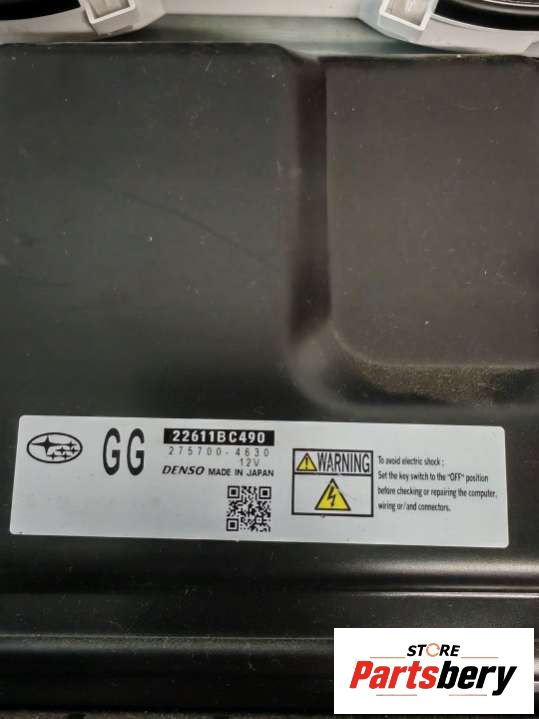 GG
22611BC490
275700-4630
12V
DENSO MADE IN JAPAN
WARNING
To avoid electric shock :
Set the key switch to the "OFF" position
before checking or repairing the computer,
wiring or/and connectors.
STORE
Partsbery